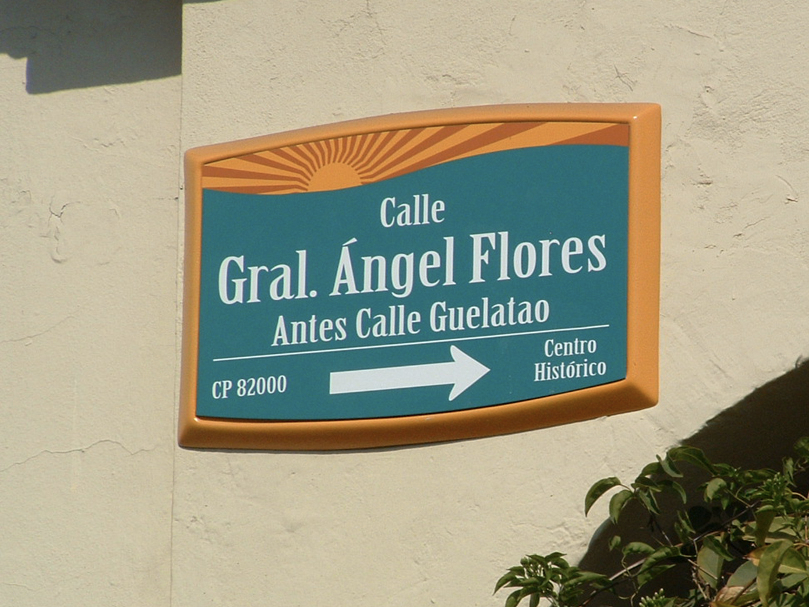 Calle
Gral. Ángel Flores
Antes Calle Guelatao
CP 82000
Centro
Histórico